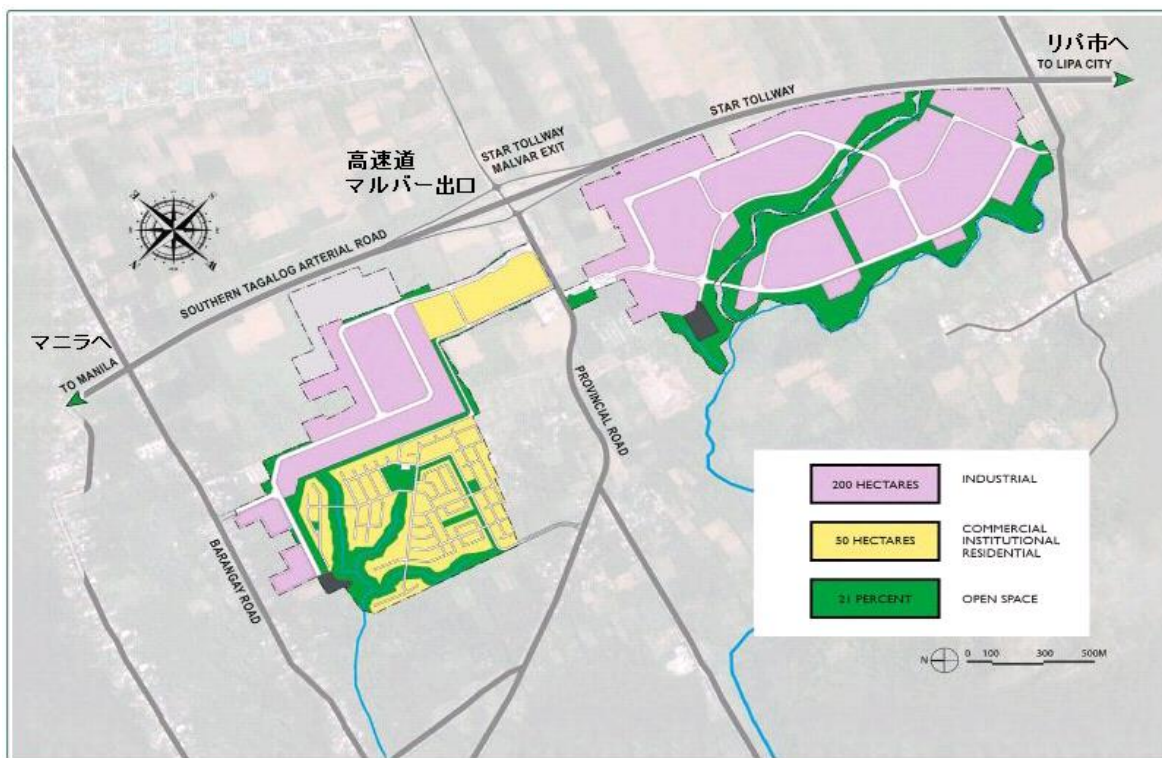 リパ市へ
TO LIPA CITY
STAR TOLLWAY
STAR TOLLWAY
MALVAR EXIT
高速道
マルバー出口
SOUTHERN TAGALOG ARTERIAL ROAD
マニラへ
TO MANILA
PROVINCIAL ROAD
BARANGAY ROAD
200 HECTARES
INDUSTRIAL
50 HECTARES
COMMERCIAL
INSTITUTIONAL
RESIDENTIAL
21 PERCENT
OPEN SPACE
N
0 100 300 500M